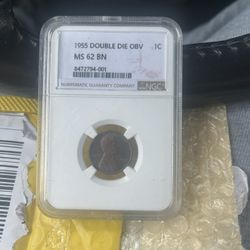 1955 DOUBLE DIE OBV 1C
MS 62 BN
8472794-001
NUMISMATIC GUARANTY COMPANY
NGC